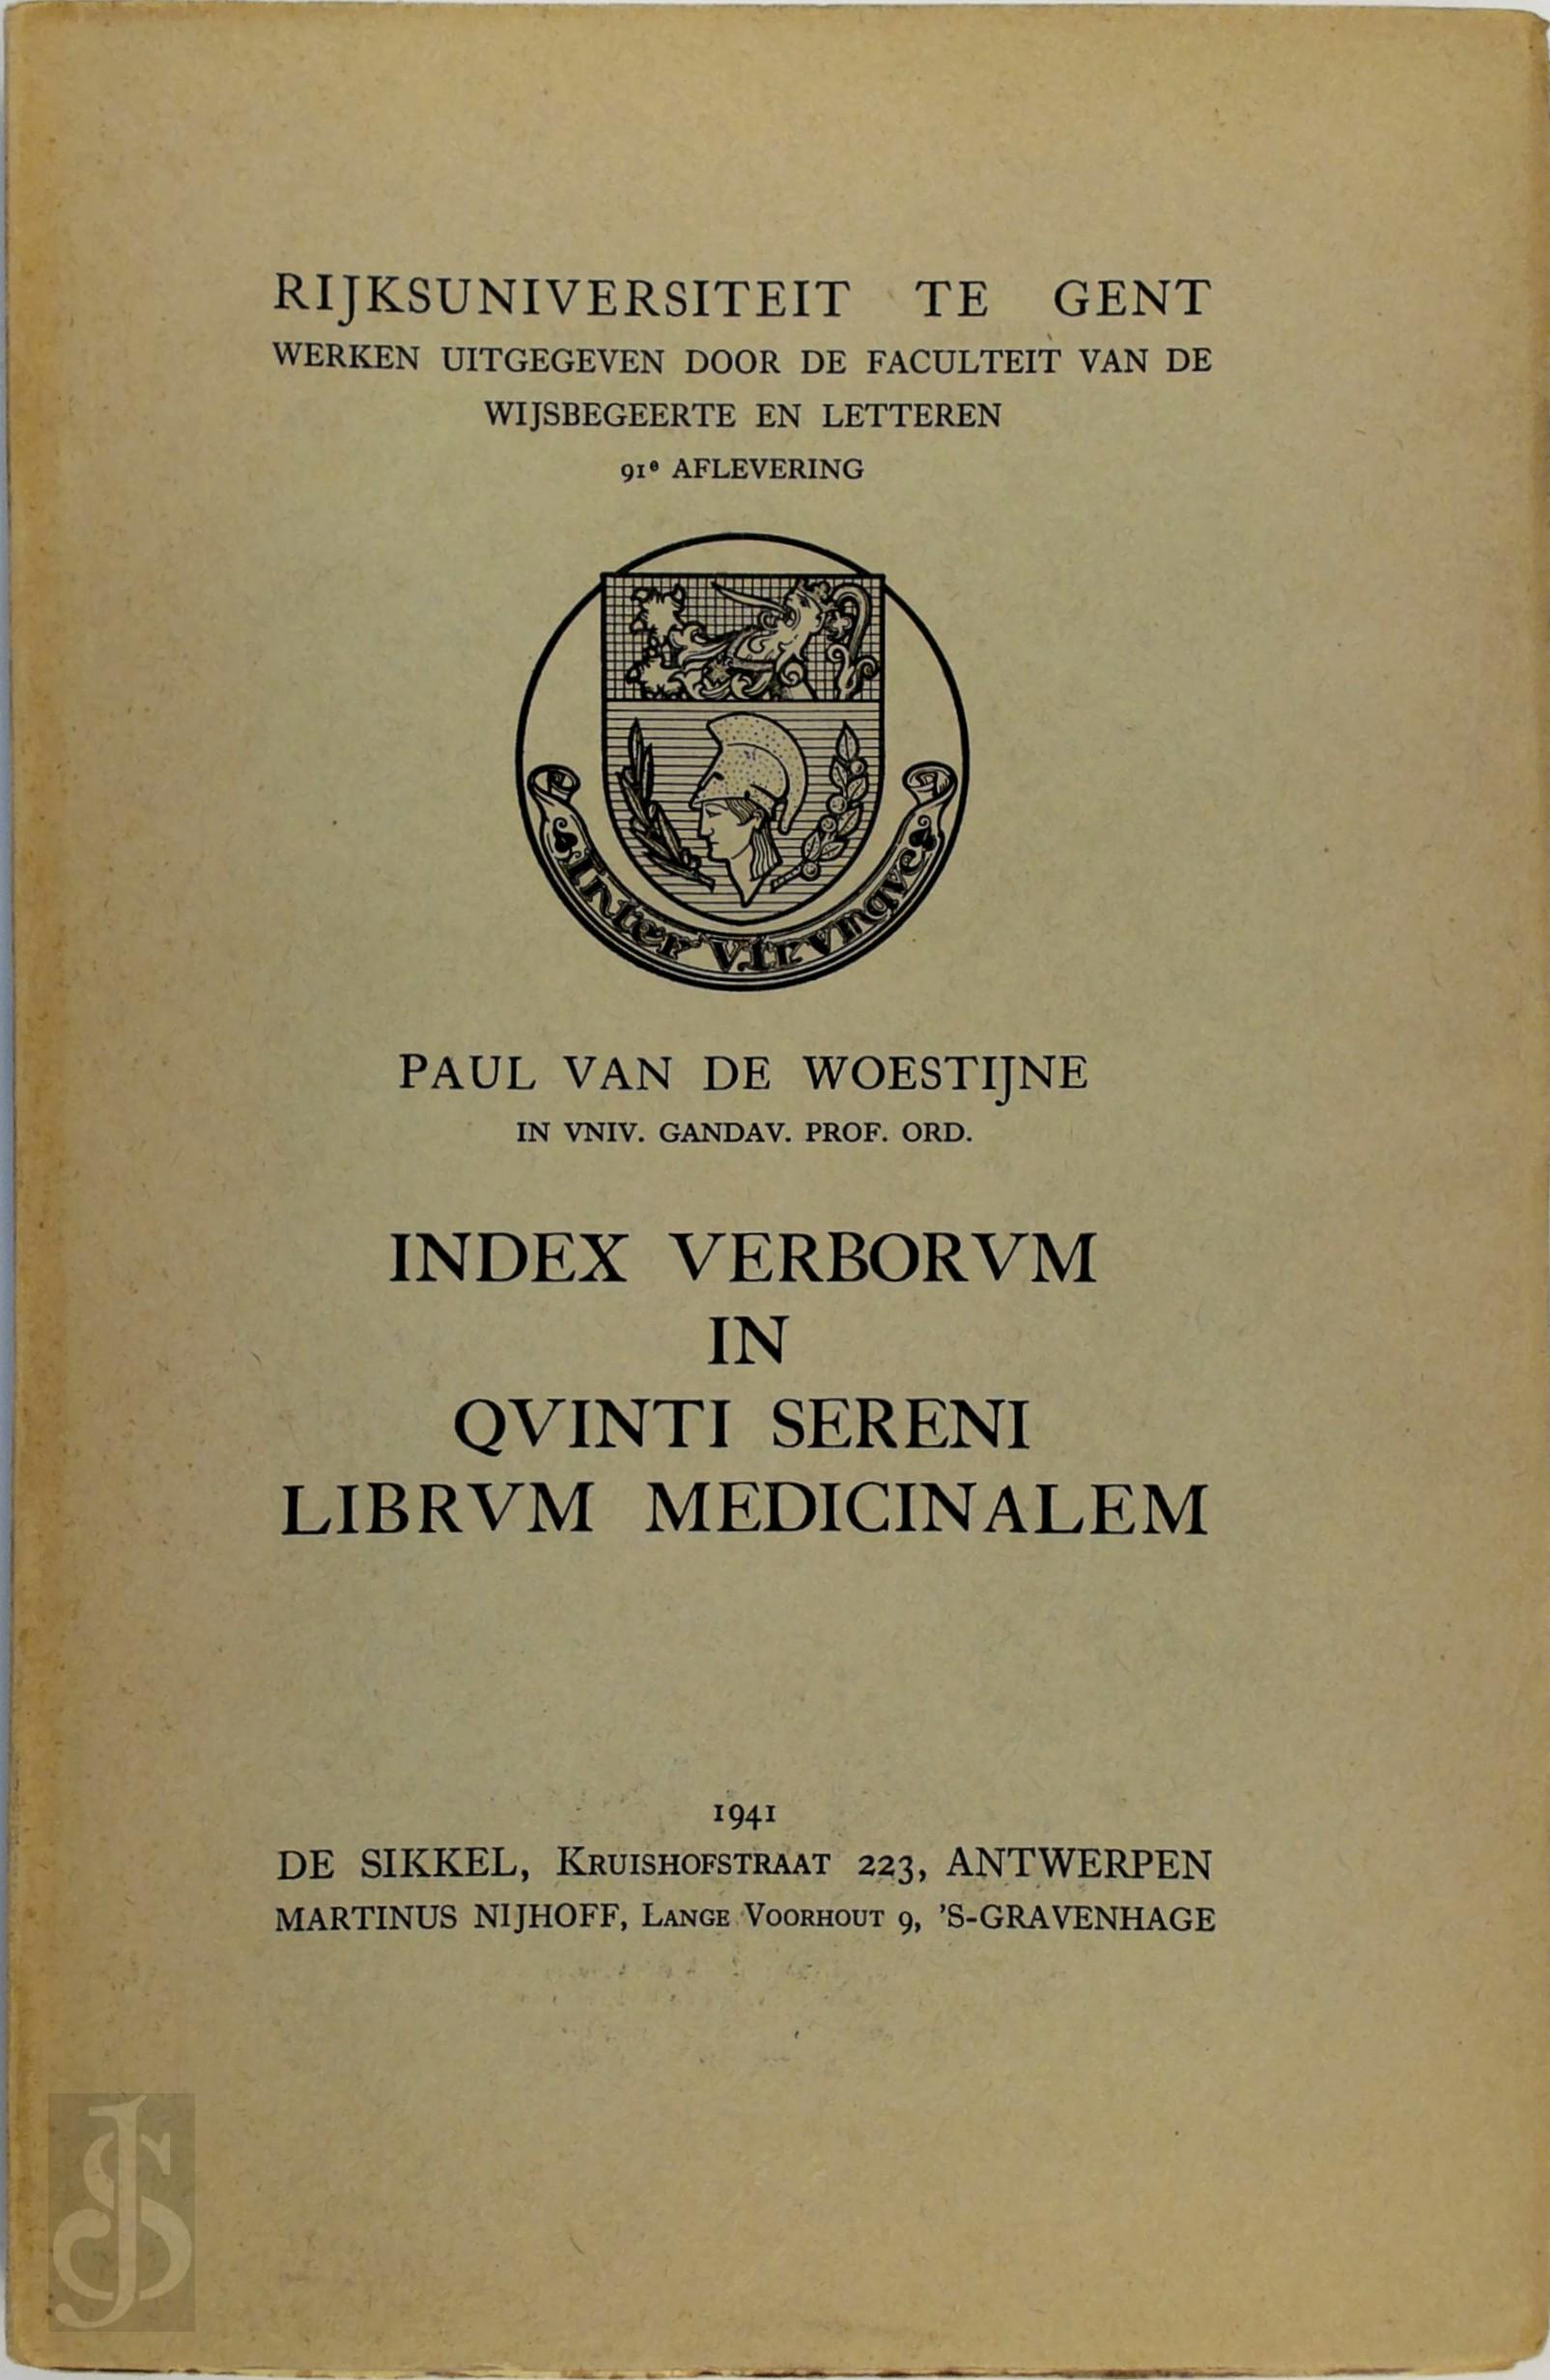 RIJKSUNIVERSITEIT TE GENT
WERKEN UITGEGEVEN DOOR DE FACULTEIT VAN DE
WIJSBEGEERTE EN LETTEREN
91e AFLEVERING
Inter Vtrvmqve
PAUL VAN DE WOESTIJNE
IN VNIV. GANDAV. PROF. ORD.
INDEX VERBORVM
IN
QVINTI SERENI
LIBRVM MEDICINALEM
1941
DE SIKKEL, KRUISHOFSTRAAT 223, ANTWERPEN
MARTINUS NIJHOFF, LANGE VOORHOUT 9, 'S-GRAVENHAGE
JS